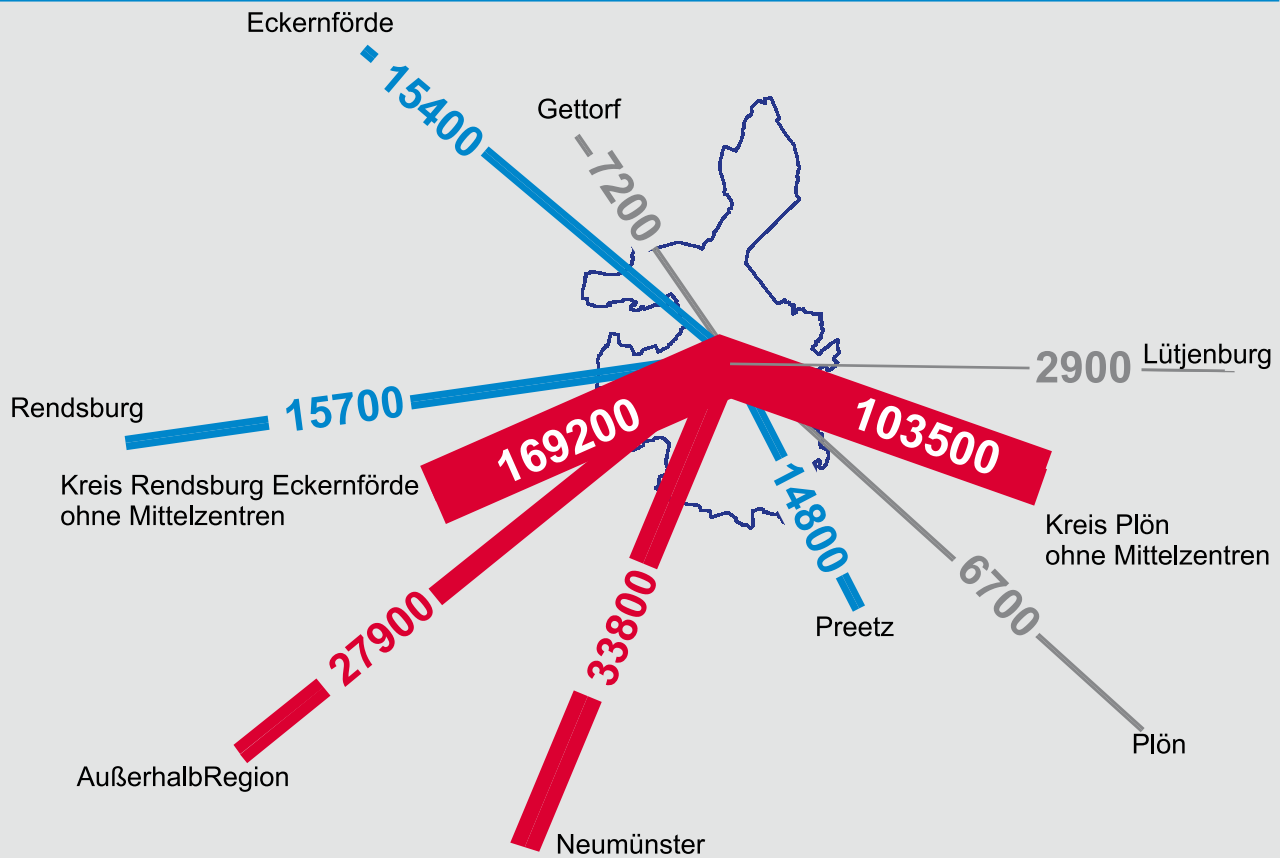 Eckernförde
15400
Gettorf
7200
2900
Lütjenburg
Rendsburg
15700
169200
103500
Kreis Rendsburg Eckernförde
ohne Mittelzentren
14800
Kreis Plön
ohne Mittelzentren
6700
27900
33800
Preetz
Plön
AußerhalbRegion
Neumünster